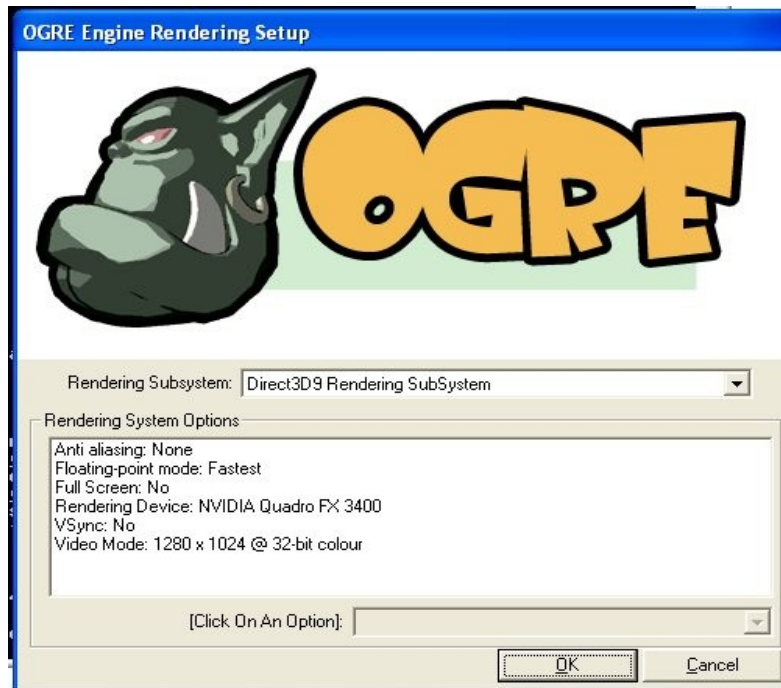 OGRE Engine Rendering Setup
OGRE
Rendering Subsystem: Direct3D9 Rendering SubSystem
Rendering System Options
Anti aliasing: None
Floating-point mode: Fastest
Full Screen: No
Rendering Device: NVIDIA Quadro FX 3400
VSync: No
Video Mode: 1280 x 1024 @ 32-bit colour
[Click On An Option]:
OK Cancel